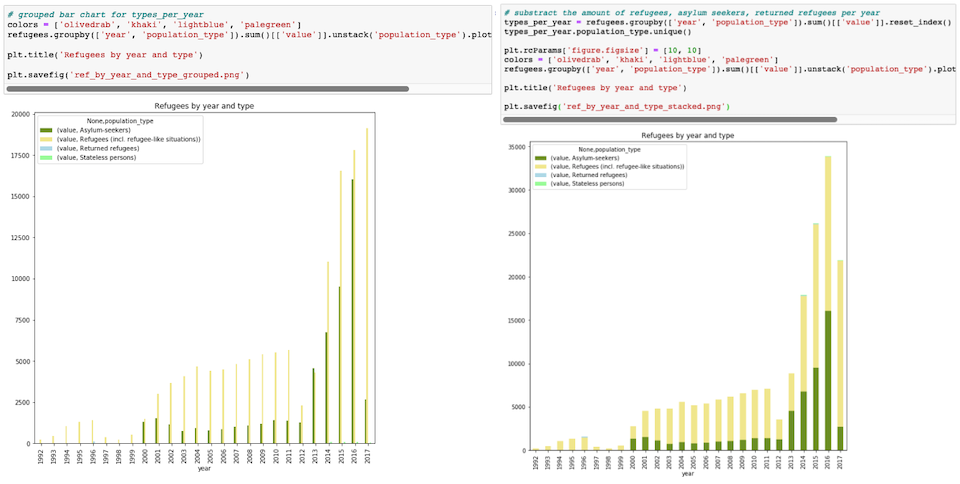 # grouped bar chart for types_per_year
colors = ['olivedrab', 'khaki', 'lightblue', 'palegreen']
refugees.groupby(['year', 'population_type']).sum()[['value']].unstack('population_type').plot
plt.title('Refugees by year and type')
plt.savefig('ref_by_year_and_type_grouped.png')
Refugees by year and type
None,population_type
(value, Asylum-seekers)
(value, Refugees (incl. refugee-like situations))
(value, Returned refugees)
(value, Stateless persons)
20000
17500
15000
12500
10000
7500
5000
2500
0
1992 1993 1994 1995 1996 1997 1998 1999 2000 2001 2002 2003 2004 2005 2006 2007 2008 2009 2010 2011 2012 2013 2014 2015 2016 2017
year
# substract the amount of refugees, asylum seekers, returned refugees per year
types_per_year = refugees.groupby(['year', 'population_type']).sum()[['value']].reset_index()
types_per_year.population_type.unique()
plt.rcParams['figure.figsize'] = [10, 10]
colors = ['olivedrab', 'khaki', 'lightblue', 'palegreen']
refugees.groupby(['year', 'population_type']).sum()[['value']].unstack('population_type').plot
plt.title('Refugees by year and type')
plt.savefig('ref_by_year_and_type_stacked.png')
Refugees by year and type
None,population_type
(value, Asylum-seekers)
(value, Refugees (incl. refugee-like situations))
(value, Returned refugees)
(value, Stateless persons)
35000
30000
25000
20000
15000
10000
5000
0
1992 1993 1994 1995 1996 1997 1998 1999 2000 2001 2002 2003 2004 2005 2006 2007 2008 2009 2010 2011 2012 2013 2014 2015 2016 2017
year